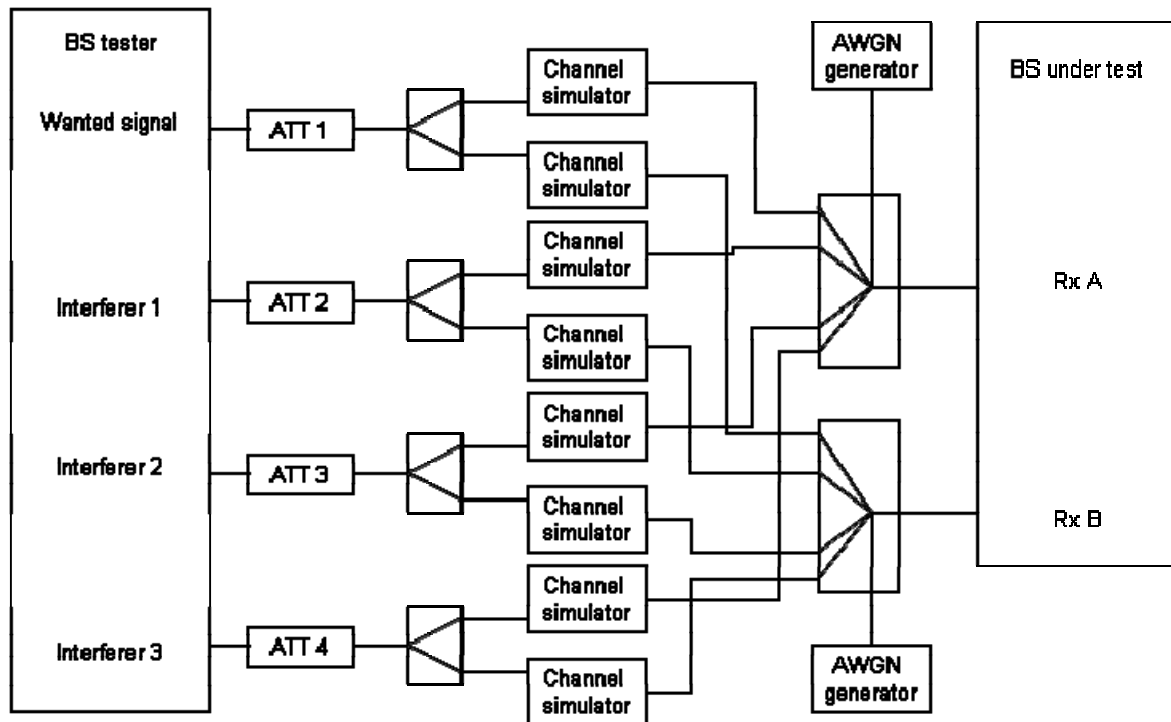 BS tester
Wanted signal
Interferer 1
Interferer 2
Interferer 3
ATT 1
ATT 2
ATT 3
ATT 4
Channel
simulator
Channel
simulator
Channel
simulator
Channel
simulator
Channel
simulator
Channel
simulator
Channel
simulator
Channel
simulator
AWGN
generator
AWGN
generator
BS under test
Rx A
Rx B